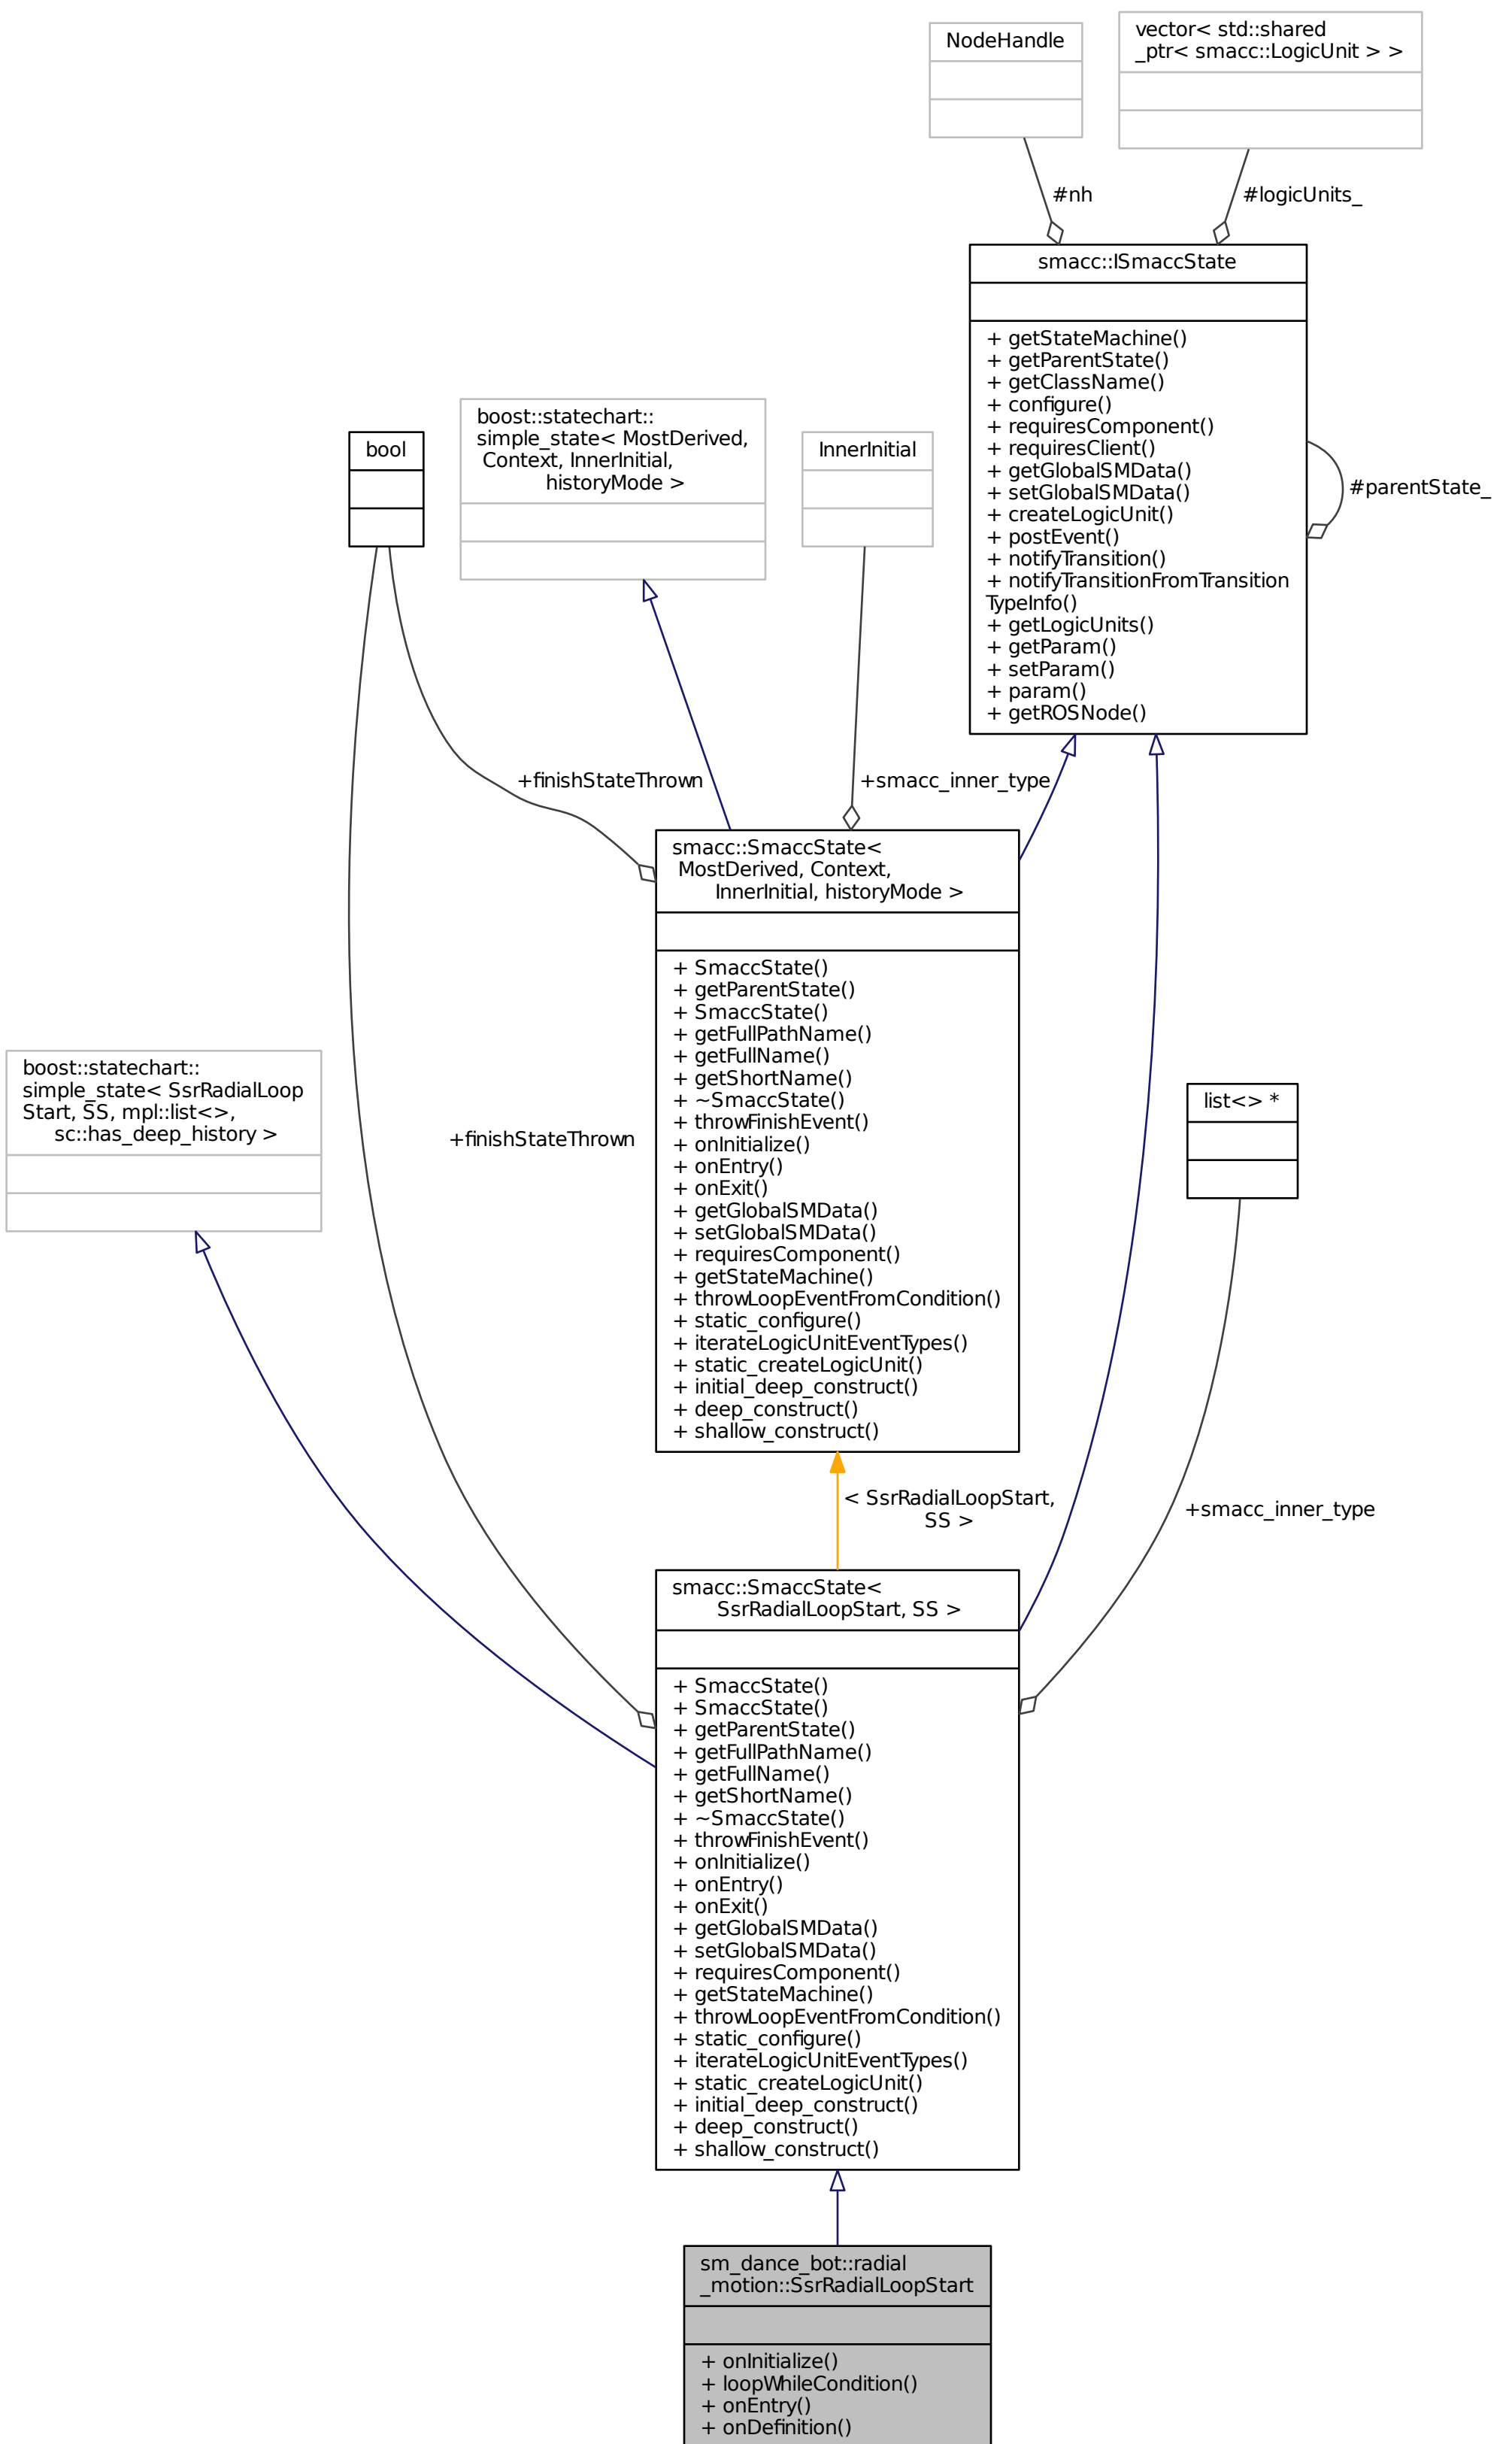 NodeHandle
vector< std::shared
_ptr< smacc::LogicUnit > >
#nh
#logicUnits_
smacc::ISmaccState
+ getStateMachine()
+ getParentState()
+ getClassName()
+ configure()
+ requiresComponent()
+ requiresClient()
+ getGlobalSMData()
+ setGlobalSMData()
+ createLogicUnit()
+ postEvent()
+ notifyTransition()
+ notifyTransitionFromTransition
TypeInfo()
+ getLogicUnits()
+ getParam()
+ setParam()
+ param()
+ getROSNode()
#parentState_
bool
boost::statechart::
simple_state< MostDerived,
Context, InnerInitial,
historyMode >
InnerInitial
+finishStateThrown
+smacc_inner_type
smacc::SmaccState<
MostDerived, Context,
InnerInitial, historyMode >
+ SmaccState()
+ getParentState()
+ SmaccState()
+ getFullPathName()
+ getFullName()
+ getShortName()
+ ~SmaccState()
+ throwFinishEvent()
+ onInitialize()
+ onEntry()
+ onExit()
+ getGlobalSMData()
+ setGlobalSMData()
+ requiresComponent()
+ getStateMachine()
+ throwLoopEventFromCondition()
+ static_configure()
+ iterateLogicUnitEventTypes()
+ static_createLogicUnit()
+ initial_deep_construct()
+ deep_construct()
+ shallow_construct()
boost::statechart::
simple_state< SsrRadialLoop
Start, SS, mpl::list<>,
sc::has_deep_history >
+finishStateThrown
list<> *
< SsrRadialLoopStart,
SS >
+smacc_inner_type
smacc::SmaccState<
SsrRadialLoopStart, SS >
+ SmaccState()
+ SmaccState()
+ getParentState()
+ getFullPathName()
+ getFullName()
+ getShortName()
+ ~SmaccState()
+ throwFinishEvent()
+ onInitialize()
+ onEntry()
+ onExit()
+ getGlobalSMData()
+ setGlobalSMData()
+ requiresComponent()
+ getStateMachine()
+ throwLoopEventFromCondition()
+ static_configure()
+ iterateLogicUnitEventTypes()
+ static_createLogicUnit()
+ initial_deep_construct()
+ deep_construct()
+ shallow_construct()
sm_dance_bot::radial
_motion::SsrRadialLoopStart
+ onInitialize()
+ loopWhileCondition()
+ onEntry()
+ onDefinition()